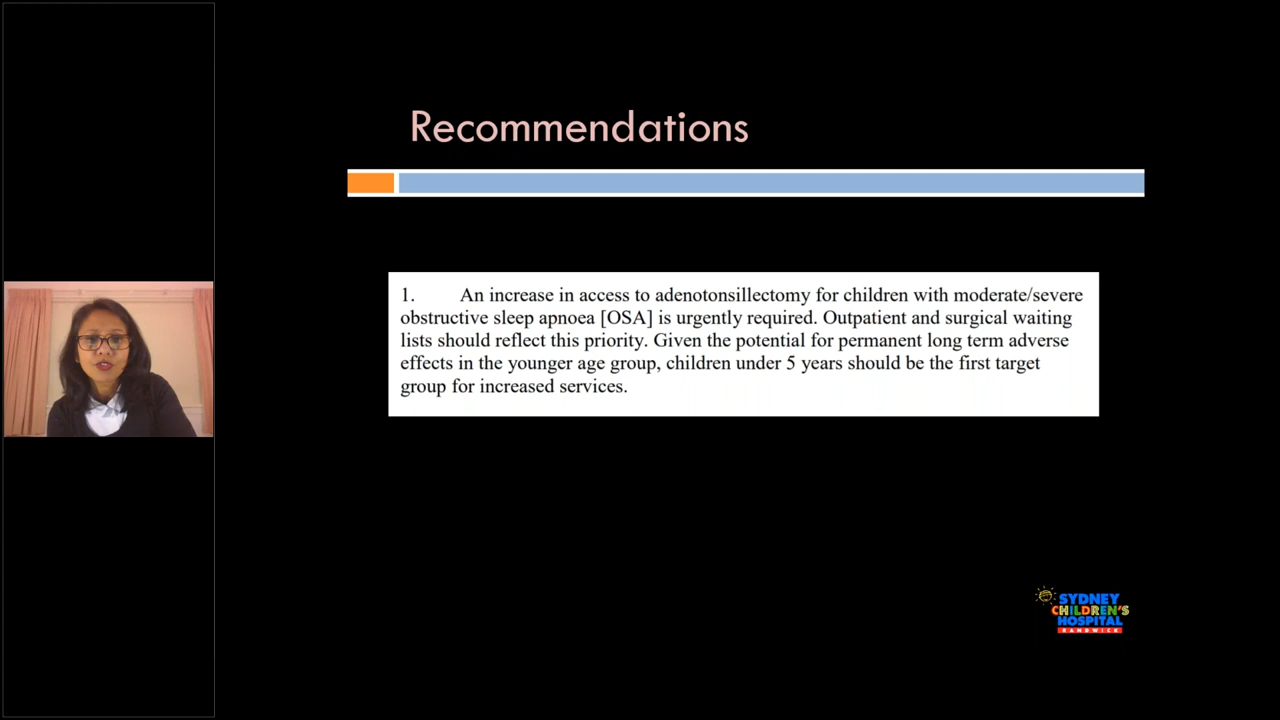 Recommendations
1. An increase in access to adenotonsillectomy for children with moderate/severe
obstructive sleep apnoea [OSA] is urgently required. Outpatient and surgical waiting
lists should reflect this priority. Given the potential for permanent long term adverse
effects in the younger age group, children under 5 years should be the first target
group for increased services.
SYDNEY
CHILDREN'S
HOSPITAL
RANDWICK